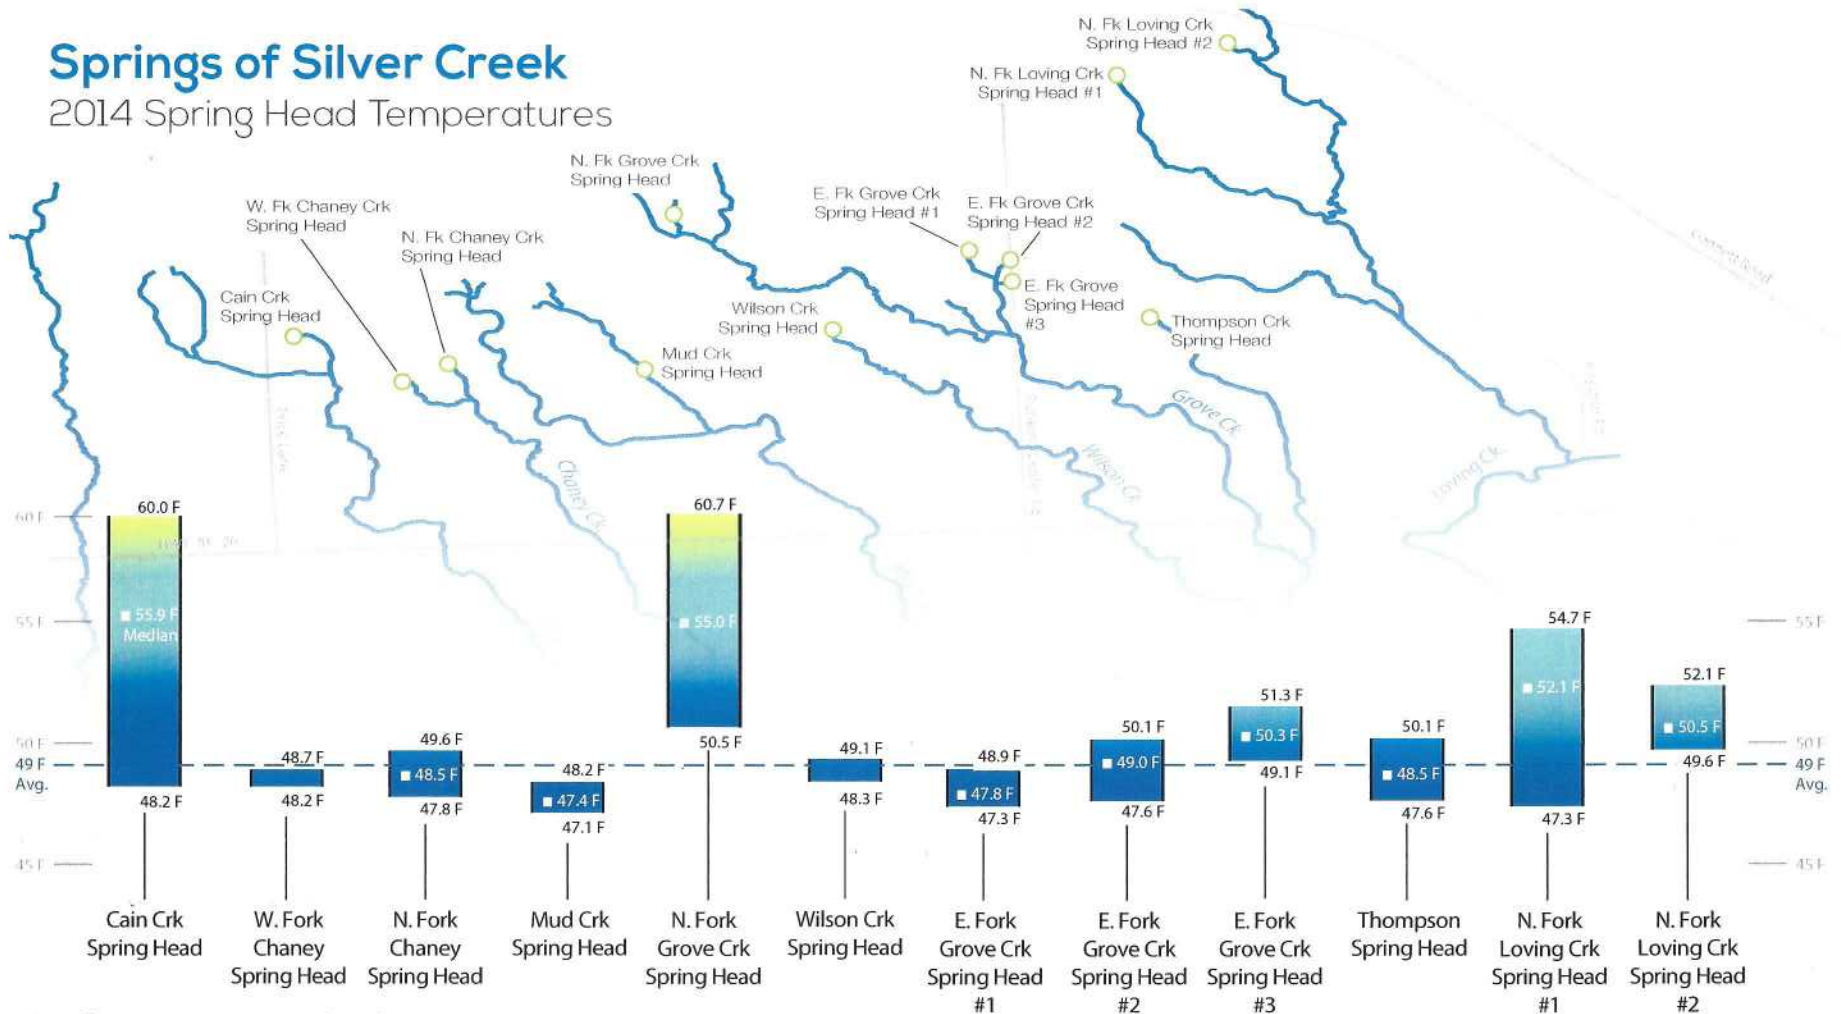 Springs of Silver Creek
2014 Spring Head Temperatures
N. Fk Loving Crk
Spring Head #2
N. Fk Loving Crk
Spring Head #1
N. Fk Grove Crk
Spring Head
E. Fk Grove Crk
Spring Head #1
E. Fk Grove Crk
Spring Head #2
W. Fk Chaney Crk
Spring Head
N. Fk Chaney Crk
Spring Head
Cain Crk
Spring Head
Wilson Crk
Spring Head
E. Fk Grove
Spring Head
#3
Thompson Crk
Spring Head
Mud Crk
Spring Head
Grove Ck
Chaney Ck
Wilson Ck
Loving Ck
60 F
60.0 F
60.7 F
55.9 F
Median
55 F
55.0 F
54.7 F
55 F
52.1 F
52.1 F
51.3 F
50.5 F
50.3 F
50 F
49.6 F
50.5 F
50.1 F
50.1 F
50 F
49 F
Avg.
48.7 F
48.5 F
48.2 F
49.1 F
48.9 F
49.0 F
49.1 F
48.5 F
49.6 F
49 F
Avg.
48.2 F
48.2 F
47.8 F
47.4 F
47.1 F
48.3 F
47.8 F
47.3 F
47.6 F
47.6 F
47.3 F
45 F
45 F
Cain Crk
Spring Head
W. Fork
Chaney
Spring Head
N. Fork
Chaney
Spring Head
Mud Crk
Spring Head
N. Fork
Grove Crk
Spring Head
Wilson Crk
Spring Head
E. Fork
Grove Crk
Spring Head
#1
E. Fork
Grove Crk
Spring Head
#2
E. Fork
Grove Crk
Spring Head
#3
Thompson
Spring Head
N. Fork
Loving Crk
Spring Head
#1
N. Fork
Loving Crk
Spring Head
#2